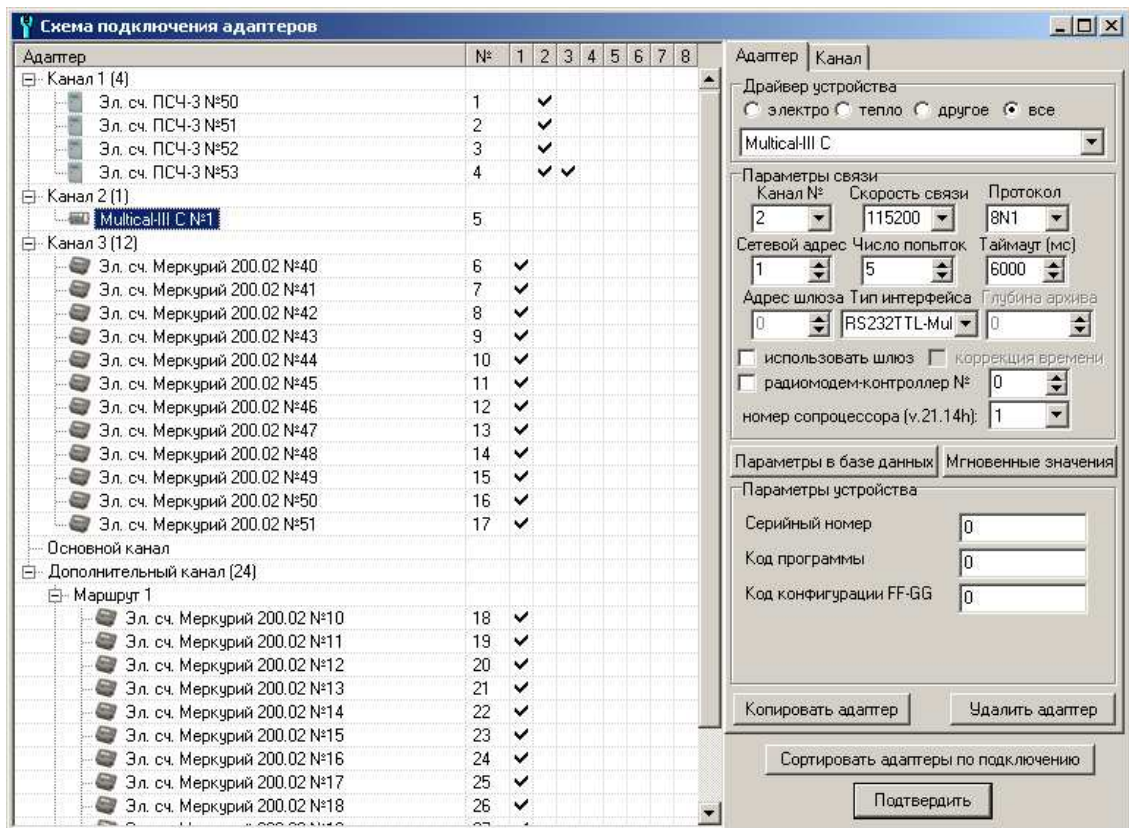 Схема подключения адаптеров
Адаптер № 1 2 3 4 5 6 7 8
Канал 1 (4)
Эл. сч. ПСЧ-3 №50 1
Эл. сч. ПСЧ-3 №51 2
Эл. сч. ПСЧ-3 №52 3
Эл. сч. ПСЧ-3 №53 4
Канал 2 (1)
Multical-III C №1 5
Канал 3 (12)
Эл. сч. Меркурий 200.02 №40 6
Эл. сч. Меркурий 200.02 №41 7
Эл. сч. Меркурий 200.02 №42 8
Эл. сч. Меркурий 200.02 №43 9
Эл. сч. Меркурий 200.02 №44 10
Эл. сч. Меркурий 200.02 №45 11
Эл. сч. Меркурий 200.02 №46 12
Эл. сч. Меркурий 200.02 №47 13
Эл. сч. Меркурий 200.02 №48 14
Эл. сч. Меркурий 200.02 №49 15
Эл. сч. Меркурий 200.02 №50 16
Эл. сч. Меркурий 200.02 №51 17
Основной канал
Дополнительный канал (24)
Маршрут 1
Эл. сч. Меркурий 200.02 №10 18
Эл. сч. Меркурий 200.02 №11 19
Эл. сч. Меркурий 200.02 №12 20
Эл. сч. Меркурий 200.02 №13 21
Эл. сч. Меркурий 200.02 №14 22
Эл. сч. Меркурий 200.02 №15 23
Эл. сч. Меркурий 200.02 №16 24
Эл. сч. Меркурий 200.02 №17 25
Эл. сч. Меркурий 200.02 №18 26
Адаптер Канал
Драйвер устройства
электро тепло другое все
Multical-III C
Параметры связи
Канал № Скорость связи Протокол
2 115200 8N1
Сетевой адрес Число попыток Таймаут (мс)
1 5 6000
Адрес шлюза Тип интерфейса Глубина архива
0 RS232TTL-Mul 0
использовать шлюз коррекция времени
радиомодем-контроллер № 0
номер сопроцессора (v.21.14h): 1
Параметры в базе данных Мгновенные значения
Параметры устройства
Серийный номер 0
Код программы 0
Код конфигурации FF-GG 0
Копировать адаптер Удалить адаптер
Сортировать адаптеры по подключению
Подтвердить